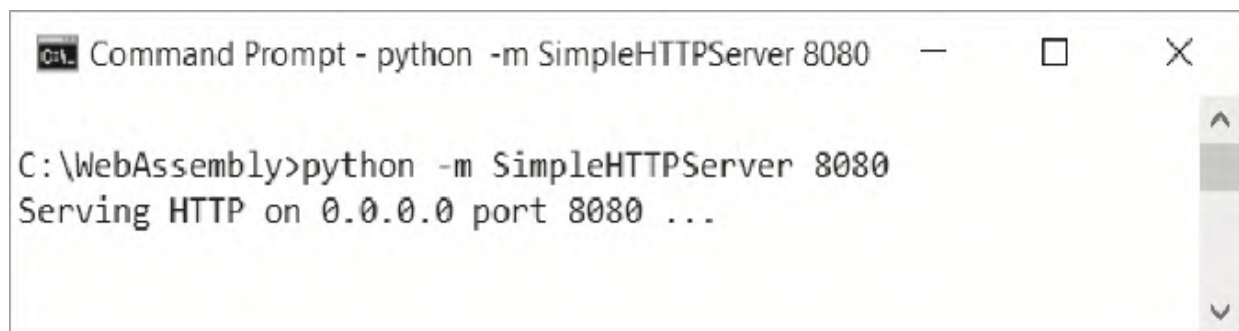 Command Prompt - python -m SimpleHTTPServer 8080
C:\WebAssembly>python -m SimpleHTTPServer 8080
Serving HTTP on 0.0.0.0 port 8080 ...